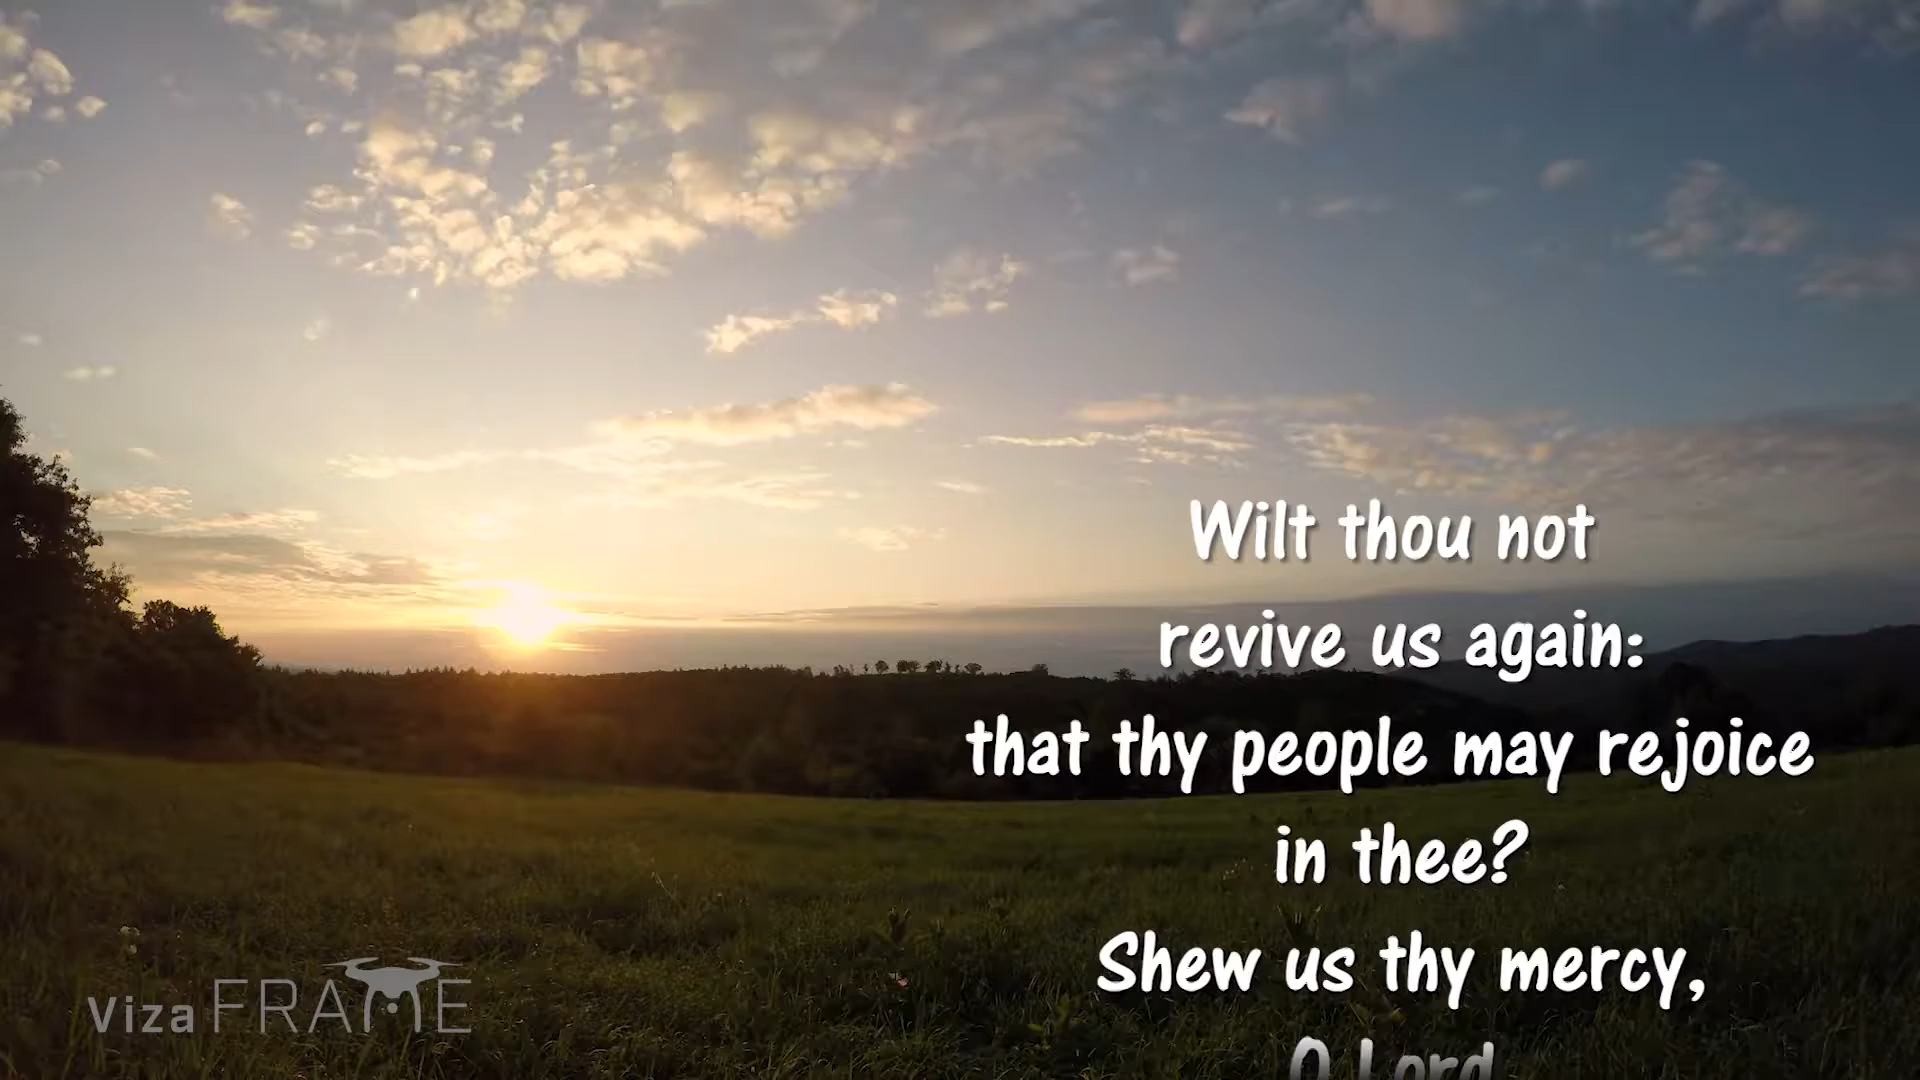 Wilt thou not
revive us again:
that thy people may rejoice
in thee?
Shew us thy mercy,
O Lord
Viza FRAME